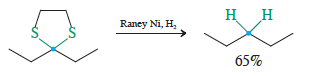 S S
Raney Ni, H₂
H H
65%